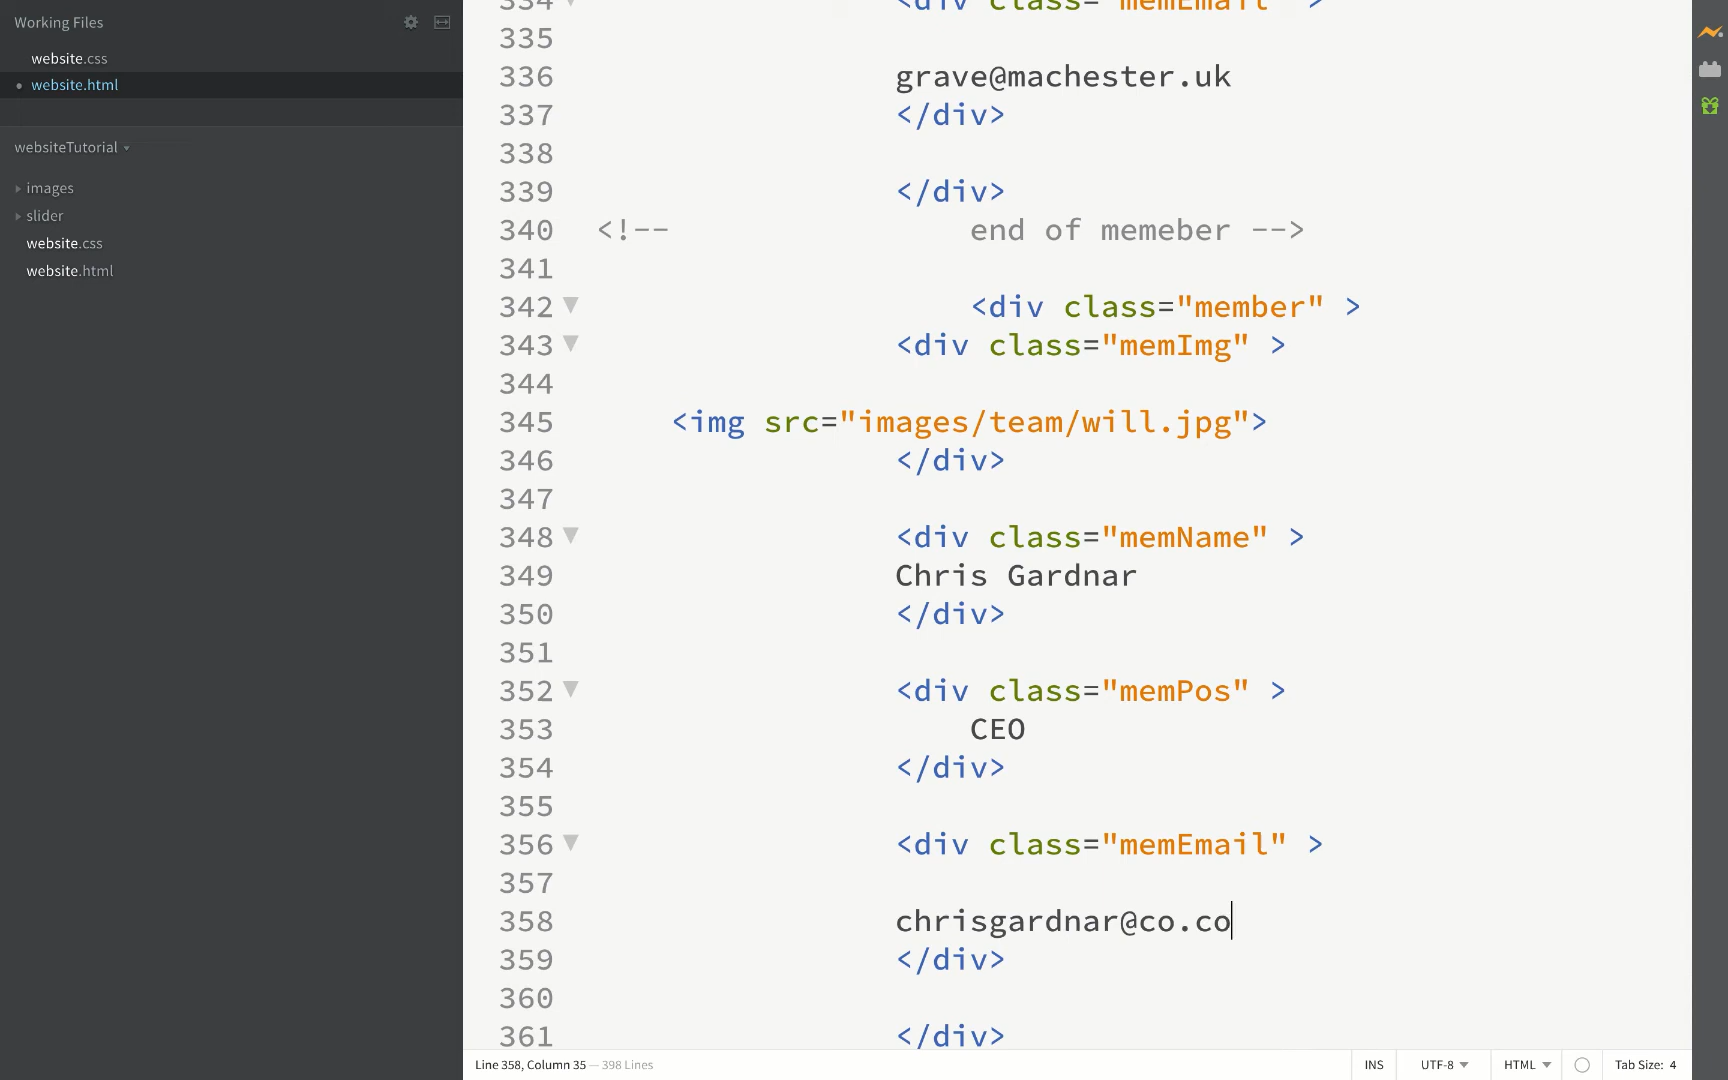 Working Files
website.css
website.html
websiteTutorial
images
slider
website.css
website.html
334 <div class="memEmail" >
335
336 grave@machester.uk
337 </div>
338
339 </div>
340 <!-- end of memeber -->
341
342 <div class="member" >
343 <div class="memImg" >
344
345 <img src="images/team/will.jpg">
346 </div>
347
348 <div class="memName" >
349 Chris Gardnar
350 </div>
351
352 <div class="memPos" >
353 CEO
354 </div>
355
356 <div class="memEmail" >
357
358 chrisgardnar@co.co
359 </div>
360
361 </div>
Line 358, Column 35 — 398 Lines INS UTF-8 HTML Tab Size: 4